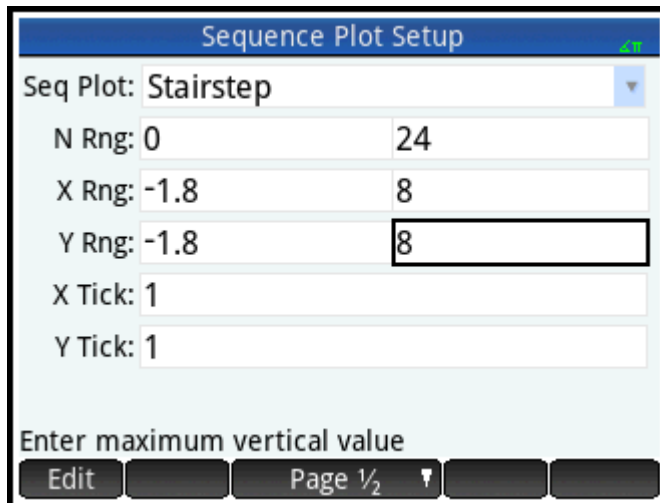 Sequence Plot Setup
∡π
Seq Plot: Stairstep
N Rng: 0 24
X Rng: -1.8 8
Y Rng: -1.8 8
X Tick: 1
Y Tick: 1
Enter maximum vertical value
Edit Page ½